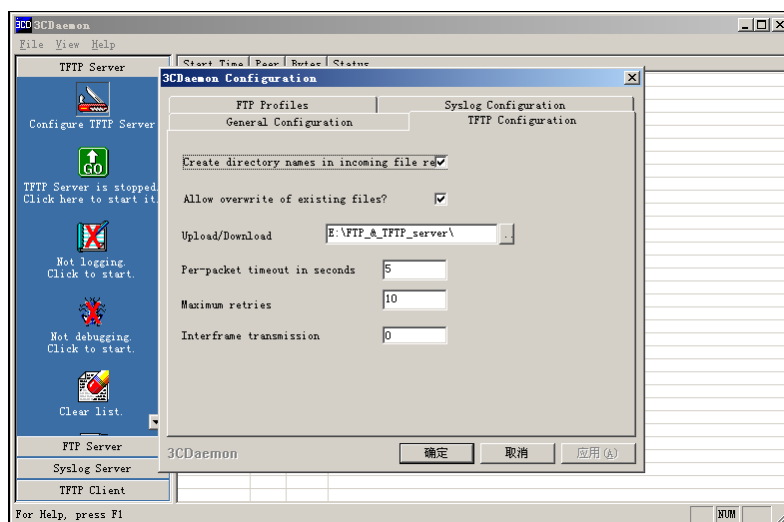 3CD 3CDaemon
File View Help
TFTP Server
Start Time Peer Bytes Status
Configure TFTP Server
GO
TFTP Server is stopped.
Click here to start it.
Not logging.
Click to start.
Not debugging.
Click to start.
Clear list.
FTP Server
Syslog Server
TFTP Client
3CDaemon Configuration
FTP Profiles
Syslog Configuration
General Configuration
TFTP Configuration
Create directory names in incoming file re
Allow overwrite of existing files?
Upload/Download E:\FTP_&_TFTP_server\ ..
Per-packet timeout in seconds 5
Maximum retries 10
Interframe transmission 0
3CDaemon 确定 取消 应用(A)
For Help, press F1 NUM